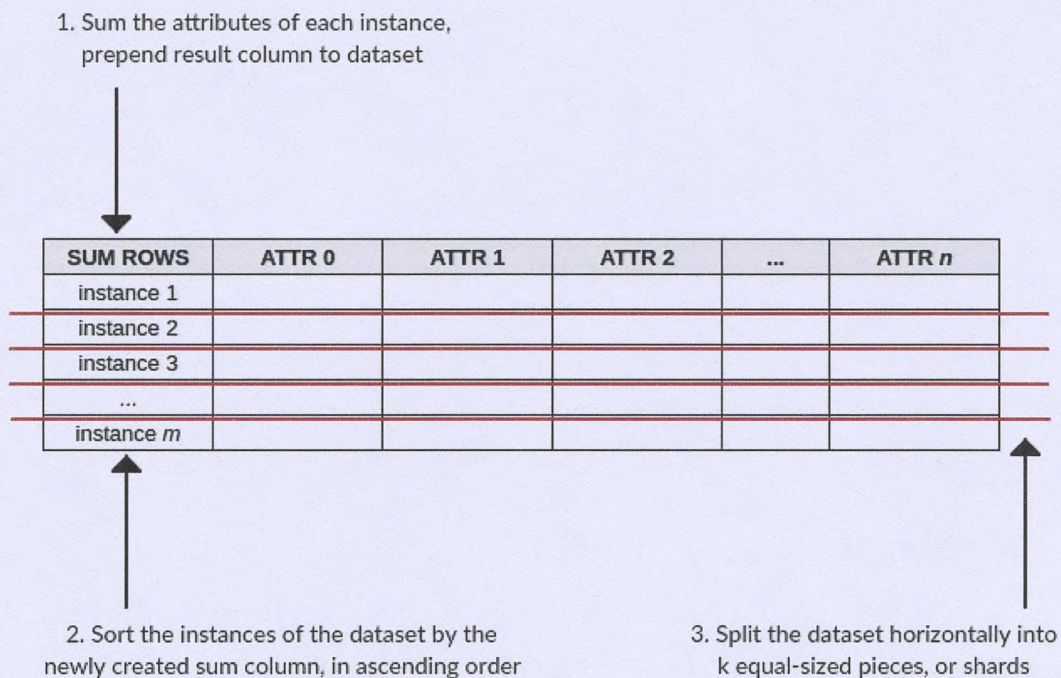 1. Sum the attributes of each instance,
prepend result column to dataset
SUM ROWS ATTR 0 ATTR 1 ATTR 2 ... ATTR n
instance 1
instance 2
instance 3
...
instance m
2. Sort the instances of the dataset by the
newly created sum column, in ascending order
3. Split the dataset horizontally into
k equal-sized pieces, or shards